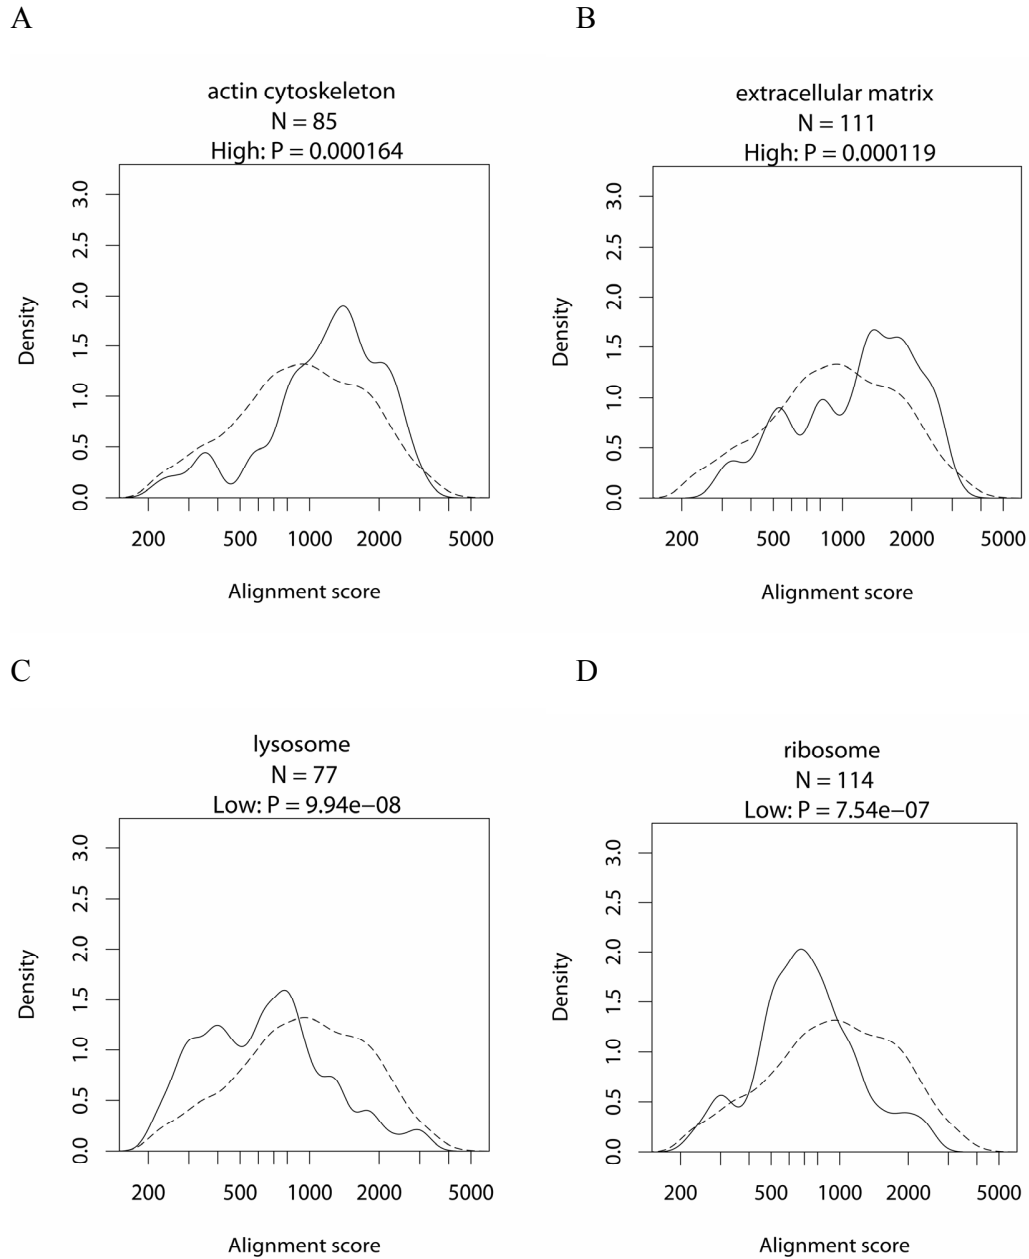 A
actin cytoskeleton
N = 85
High: P = 0.000164
3.0
2.5
2.0
1.5
1.0
0.5
0.0
Density
200 500 1000 2000 5000
Alignment score
B
extracellular matrix
N = 111
High: P = 0.000119
3.0
2.5
2.0
1.5
1.0
0.5
0.0
Density
200 500 1000 2000 5000
Alignment score
C
lysosome
N = 77
Low: P = 9.94e−08
3.0
2.5
2.0
1.5
1.0
0.5
0.0
Density
200 500 1000 2000 5000
Alignment score
D
ribosome
N = 114
Low: P = 7.54e−07
3.0
2.5
2.0
1.5
1.0
0.5
0.0
Density
200 500 1000 2000 5000
Alignment score